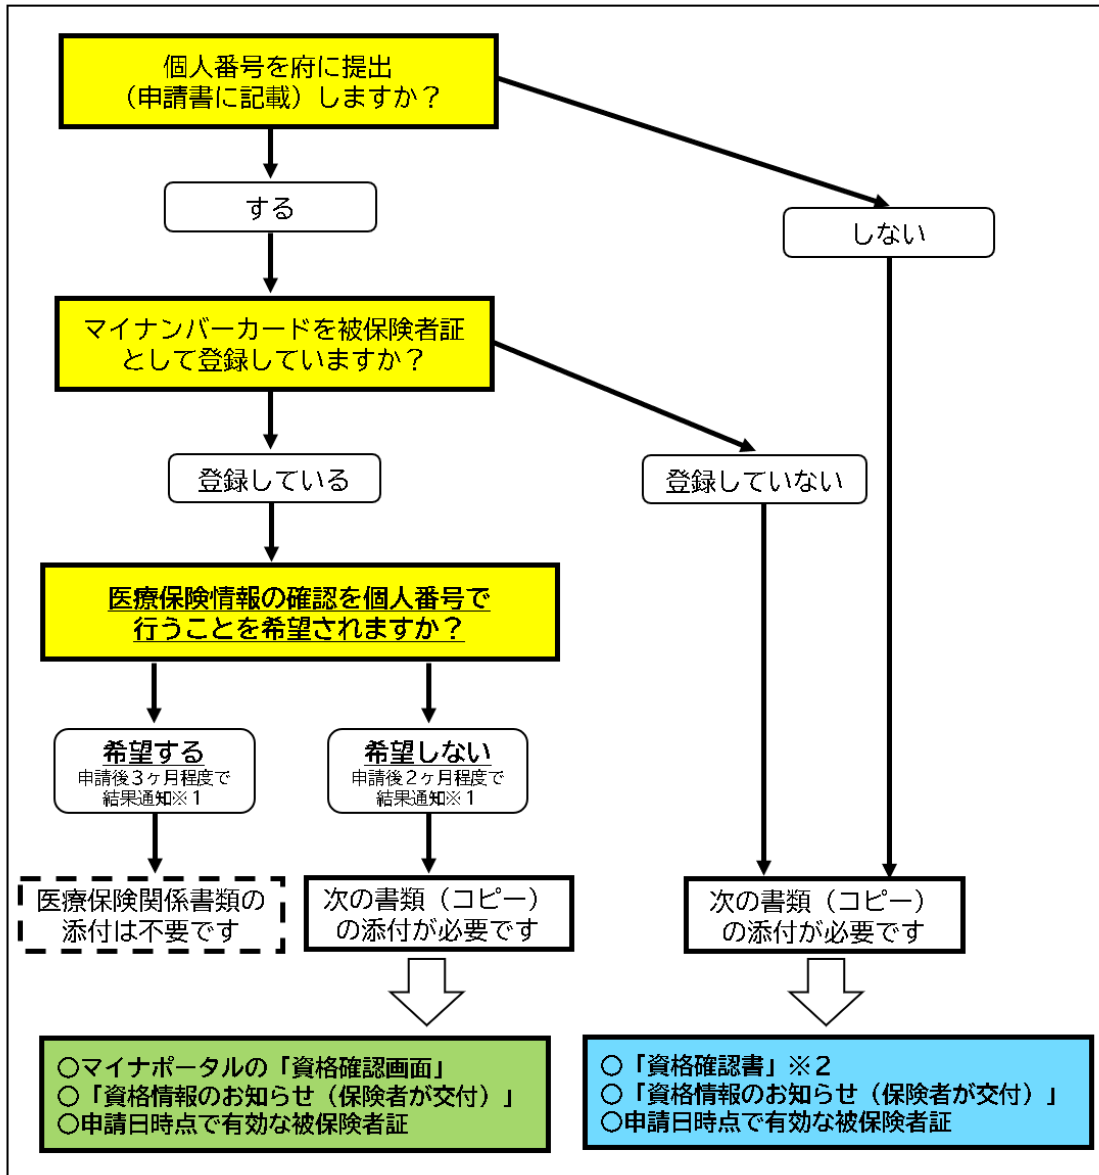 個人番号を府に提出
（申請書に記載）しますか？
する
しない
マイナンバーカードを被保険者証
として登録していますか？
登録している
登録していない
医療保険情報の確認を個人番号で
行うことを希望されますか？
希望する
申請後３ヶ月程度で
結果通知※１
希望しない
申請後２ヶ月程度で
結果通知※１
医療保険関係書類の
添付は不要です
次の書類（コピー）
の添付が必要です
次の書類（コピー）
の添付が必要です
○マイナポータルの「資格確認画面」
○「資格情報のお知らせ（保険者が交付）」
○申請日時点で有効な被保険者証
○「資格確認書」※２
○「資格情報のお知らせ（保険者が交付）」
○申請日時点で有効な被保険者証